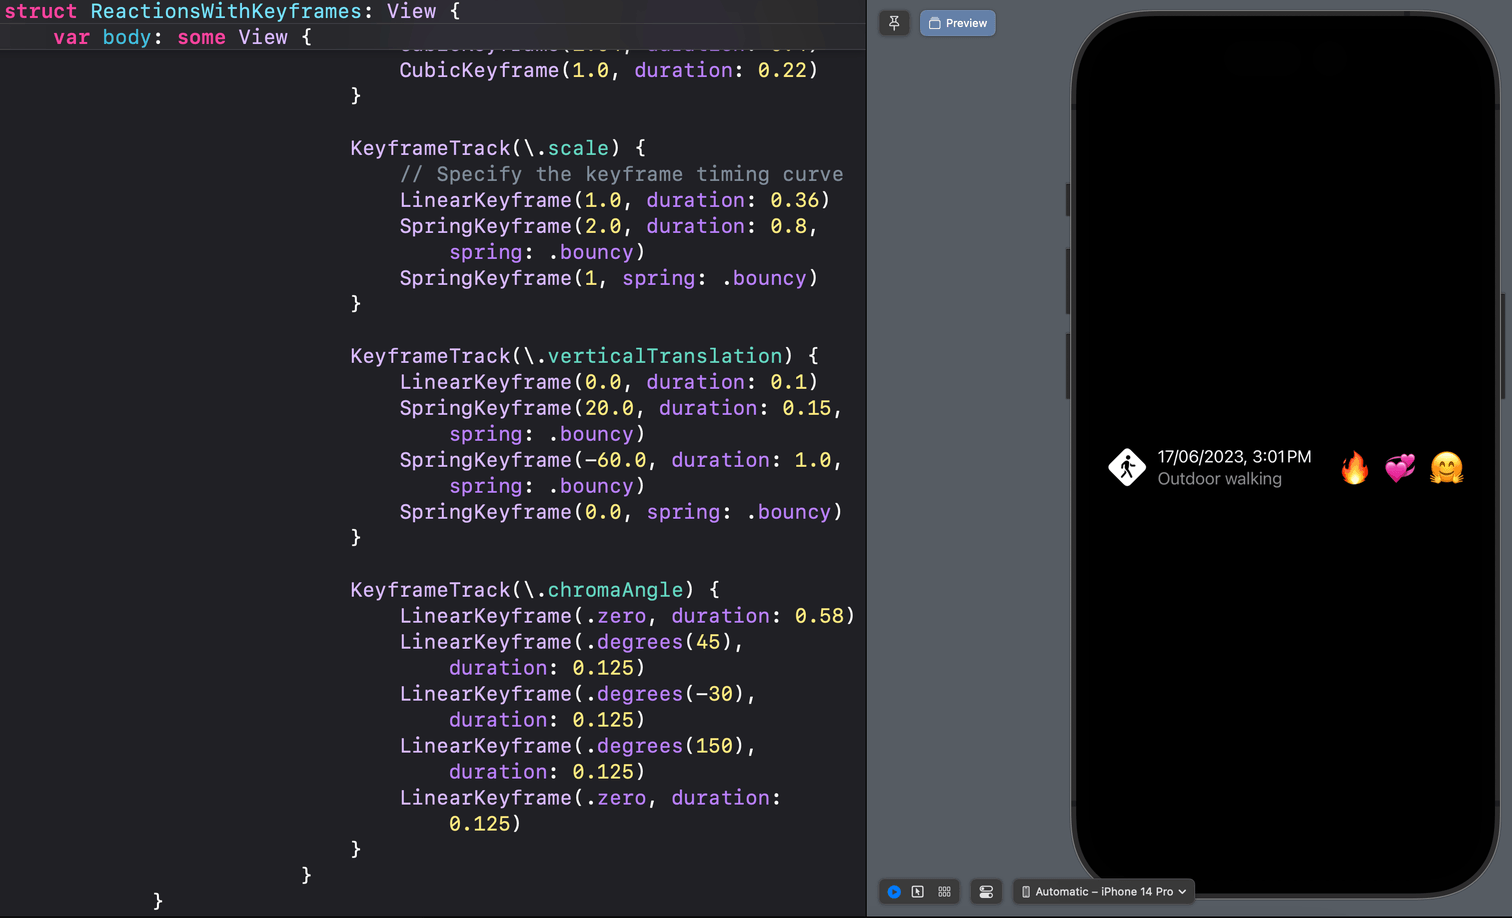 struct ReactionsWithKeyframes: View {
var body: some View {
CubicKeyframe(1.0, duration: 0.22)
}
KeyframeTrack(\.scale) {
// Specify the keyframe timing curve
LinearKeyframe(1.0, duration: 0.36)
SpringKeyframe(2.0, duration: 0.8,
spring: .bouncy)
SpringKeyframe(1, spring: .bouncy)
}
KeyframeTrack(\.verticalTranslation) {
LinearKeyframe(0.0, duration: 0.1)
SpringKeyframe(20.0, duration: 0.15,
spring: .bouncy)
SpringKeyframe(-60.0, duration: 1.0,
spring: .bouncy)
SpringKeyframe(0.0, spring: .bouncy)
}
KeyframeTrack(\.chromaAngle) {
LinearKeyframe(.zero, duration: 0.58)
LinearKeyframe(.degrees(45),
duration: 0.125)
LinearKeyframe(.degrees(-30),
duration: 0.125)
LinearKeyframe(.degrees(150),
duration: 0.125)
LinearKeyframe(.zero, duration:
0.125)
}
}
}
Preview
17/06/2023, 3:01 PM
Outdoor walking
Automatic – iPhone 14 Pro